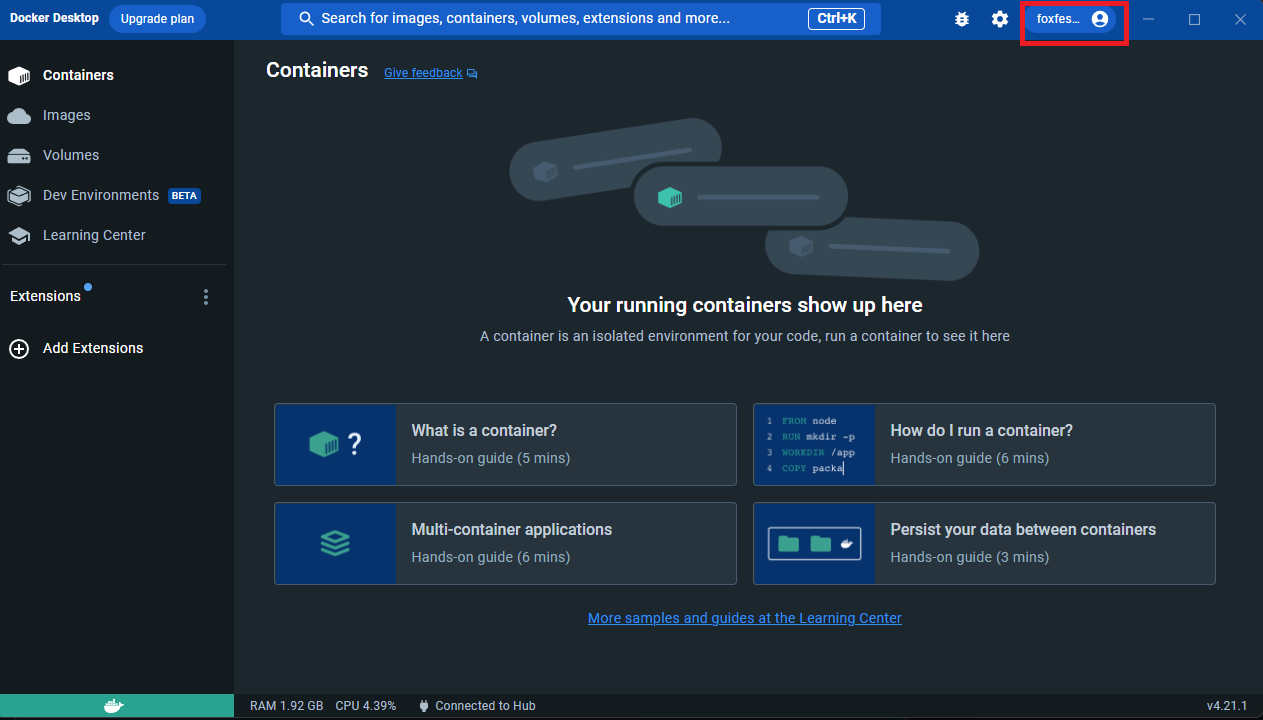 Docker Desktop
Upgrade plan
Search for images, containers, volumes, extensions and more...
Ctrl+K
foxfes...
Containers
Images
Volumes
Dev Environments BETA
Learning Center
Extensions
Add Extensions
Containers
Give feedback
Your running containers show up here
A container is an isolated environment for your code, run a container to see it here
?
What is a container?
Hands-on guide (5 mins)
1 FROM node
2 RUN mkdir -p
3 WORKDIR /app
4 COPY packa
How do I run a container?
Hands-on guide (6 mins)
Multi-container applications
Hands-on guide (6 mins)
Persist your data between containers
Hands-on guide (3 mins)
More samples and guides at the Learning Center
RAM 1.92 GB CPU 4.39% Connected to Hub
v4.21.1